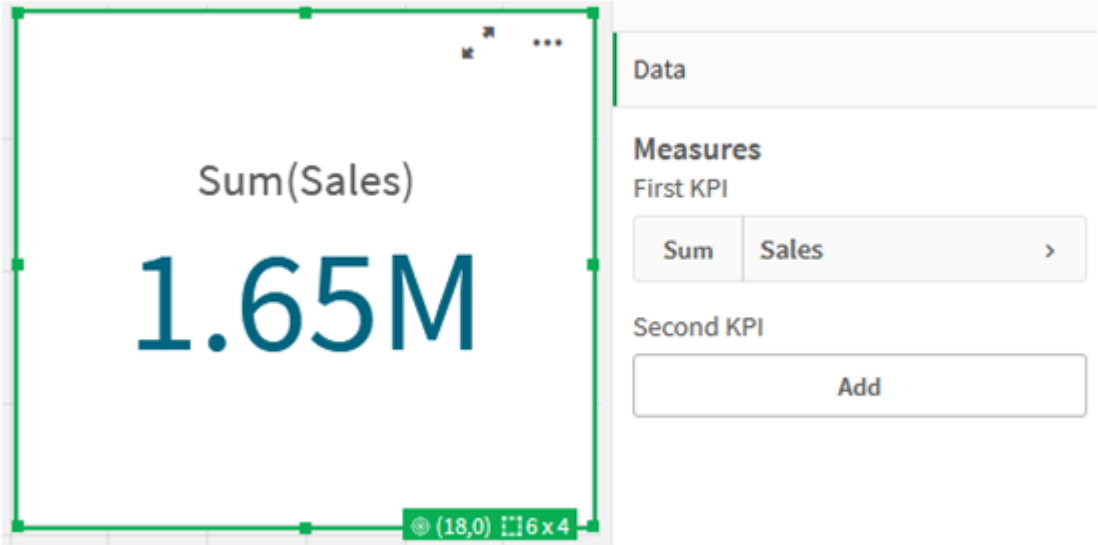 Sum(Sales)
1.65M
(18,0) 6 x 4
Data
Measures
First KPI
Sum Sales
Second KPI
Add